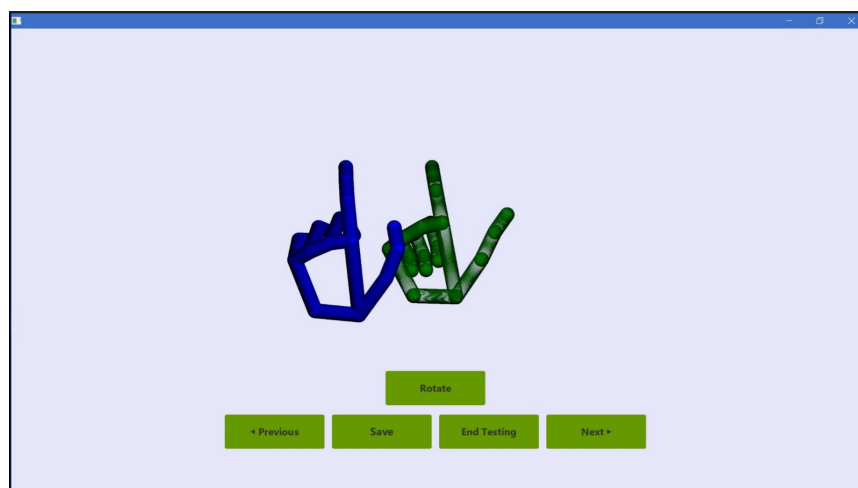 Rotate
◂ Previous
Save
End Testing
Next ▸